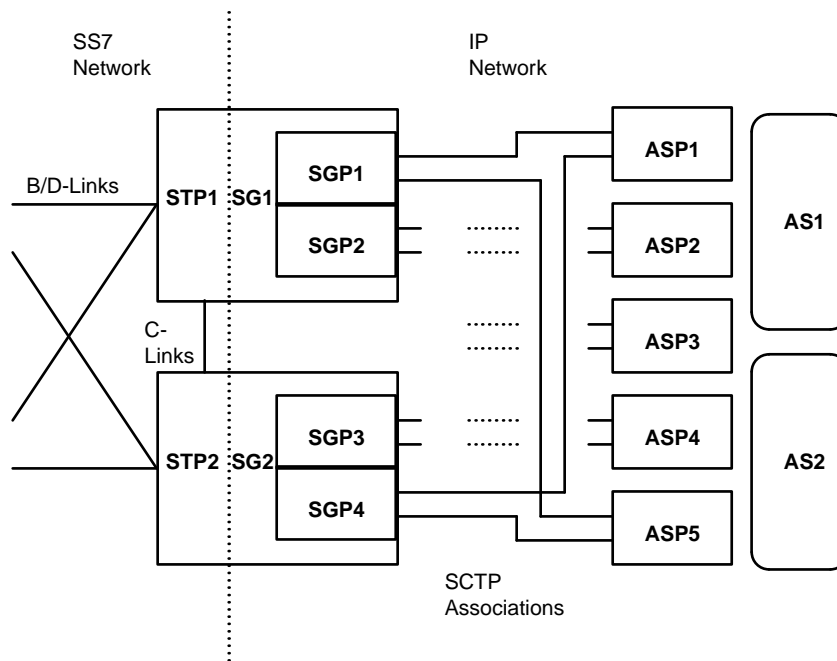 SS7
Network
IP
Network
B/D-Links
STP1
SG1
SGP1
SGP2
ASP1
ASP2
AS1
C-
Links
ASP3
STP2
SG2
SGP3
SGP4
ASP4
ASP5
AS2
SCTP
Associations